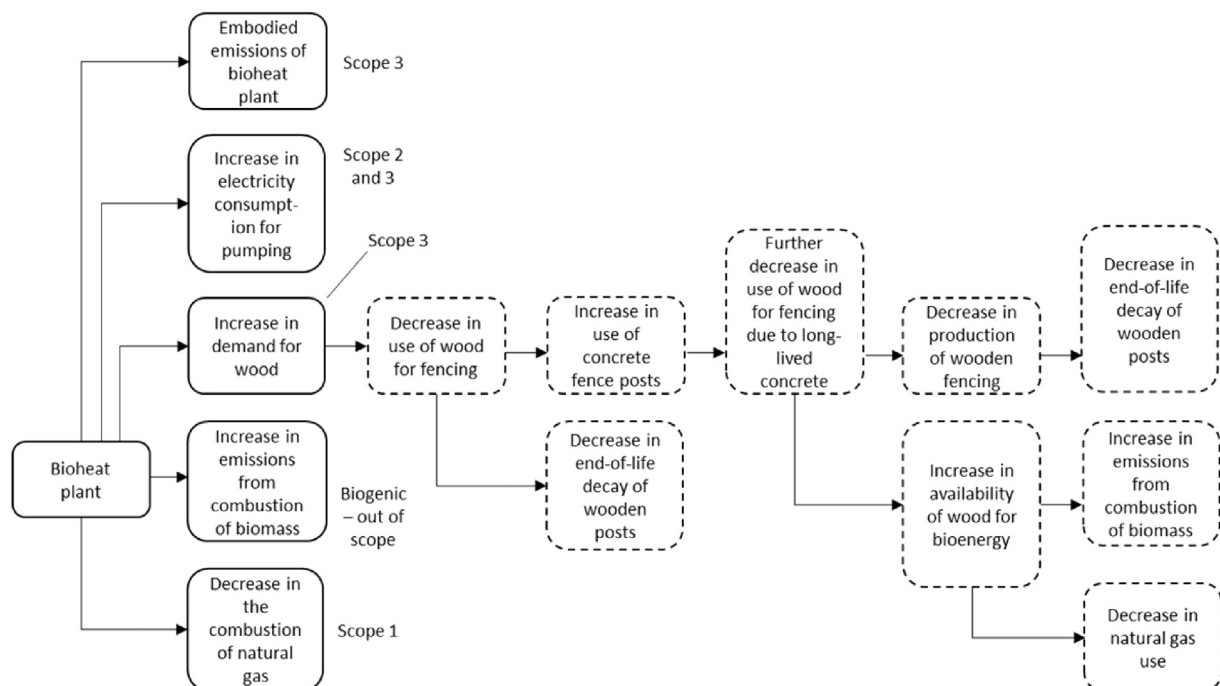 Embodied
emissions of
bioheat
plant
Scope 3
Increase in
electricity
consumpt-
ion for
pumping
Scope 2
and 3
Scope 3
Increase in
demand for
wood
Decrease in
use of wood
for fencing
Increase in
use of
concrete
fence posts
Further
decrease in
use of wood
for fencing
due to long-
lived
concrete
Decrease in
production
of wooden
fencing
Decrease in
end-of-life
decay of
wooden
posts
Bioheat
plant
Increase in
emissions
from
combustion
of biomass
Biogenic
– out of
scope
Decrease in
end-of-life
decay of
wooden
posts
Increase in
availability
of wood for
bioenergy
Increase in
emissions from
combustion of
biomass
Decrease in
the
combustion
of natural
gas
Scope 1
Decrease in
natural gas
use